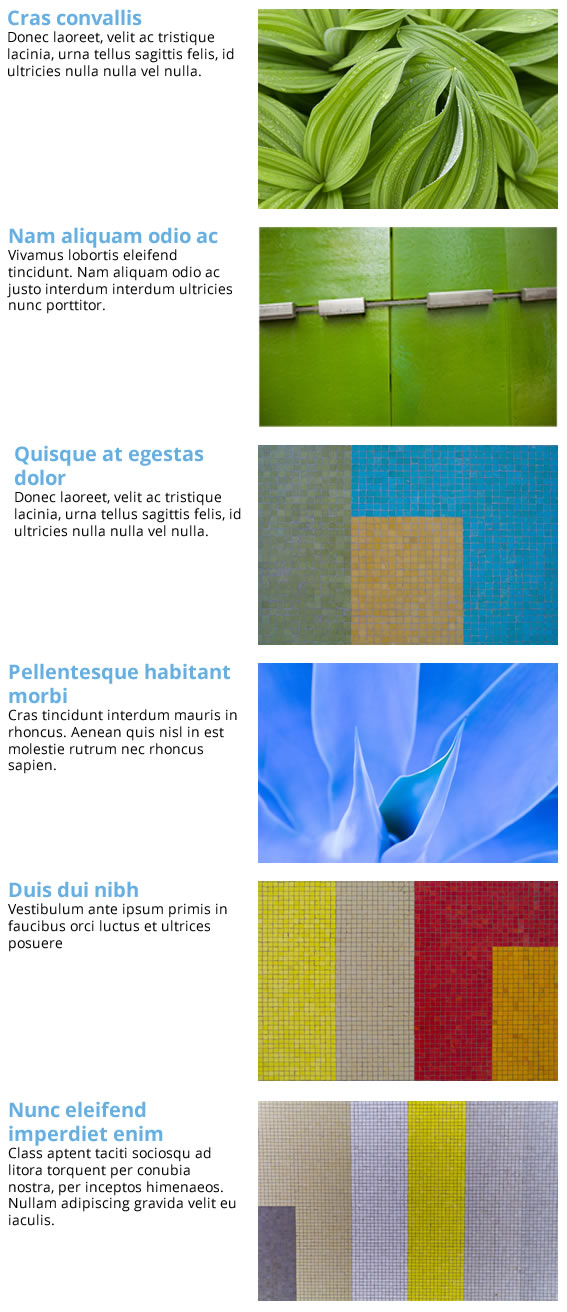 Cras convallis
Donec laoreet, velit ac tristique
lacinia, urna tellus sagittis felis, id
ultricies nulla nulla vel nulla.
Nam aliquam odio ac
Vivamus lobortis eleifend
tincidunt. Nam aliquam odio ac
justo interdum interdum ultricies
nunc porttitor.
Quisque at egestas
dolor
Donec laoreet, velit ac tristique
lacinia, urna tellus sagittis felis, id
ultricies nulla nulla vel nulla.
Pellentesque habitant
morbi
Cras tincidunt interdum mauris in
rhoncus. Aenean quis nisl in est
molestie rutrum nec rhoncus
sapien.
Duis dui nibh
Vestibulum ante ipsum primis in
faucibus orci luctus et ultrices
posuere
Nunc eleifend
imperdiet enim
Class aptent taciti sociosqu ad
litora torquent per conubia
nostra, per inceptos himenaeos.
Nullam adipiscing gravida velit eu
iaculis.